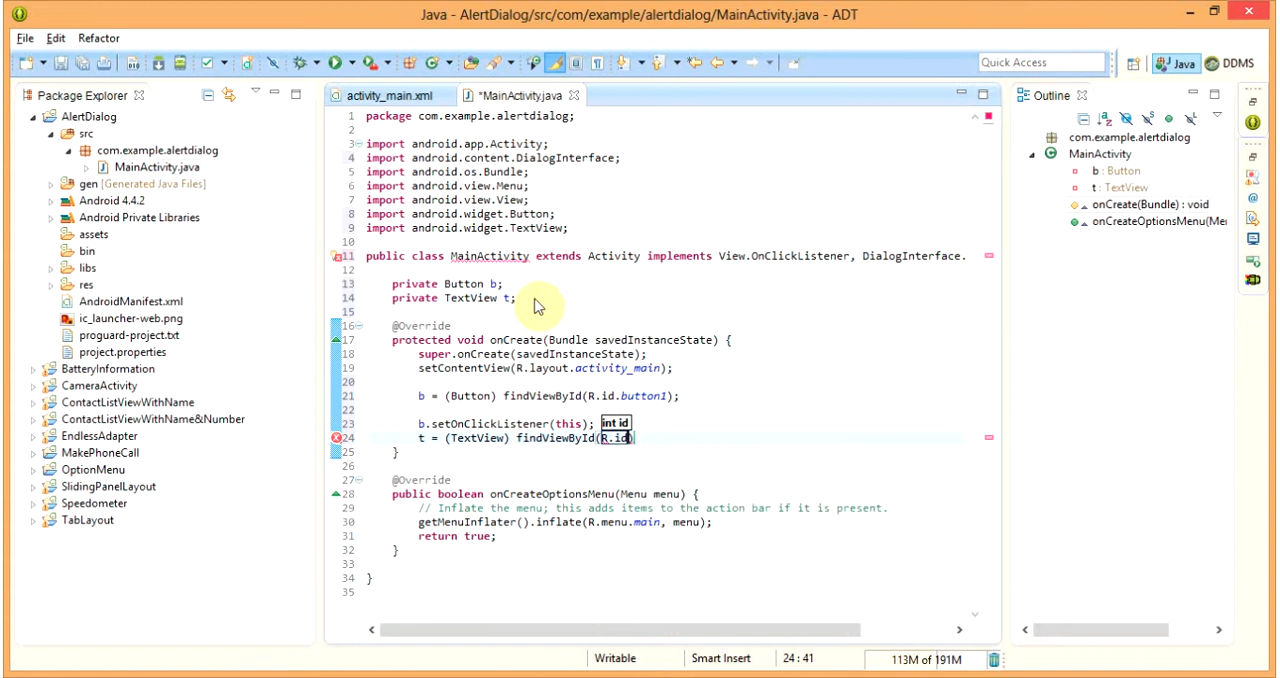 Java - AlertDialog/src/com/example/alertdialog/MainActivity.java - ADT
File Edit Refactor
Quick Access
Java
DDMS
Package Explorer
AlertDialog
src
com.example.alertdialog
MainActivity.java
gen [Generated Java Files]
Android 4.4.2
Android Private Libraries
assets
bin
libs
res
AndroidManifest.xml
ic_launcher-web.png
proguard-project.txt
project.properties
BatteryInformation
CameraActivity
ContactListViewWithName
ContactListViewWithName&Number
EndlessAdapter
MakePhoneCall
OptionMenu
SlidingPanelLayout
Speedometer
TabLayout
activity_main.xml
*MainActivity.java
1 package com.example.alertdialog;
2
3 import android.app.Activity;
4 import android.content.DialogInterface;
5 import android.os.Bundle;
6 import android.view.Menu;
7 import android.view.View;
8 import android.widget.Button;
9 import android.widget.TextView;
10
11 public class MainActivity extends Activity implements View.OnClickListener, DialogInterface.
12
13 private Button b;
14 private TextView t;
15
16 @Override
17 protected void onCreate(Bundle savedInstanceState) {
18 super.onCreate(savedInstanceState);
19 setContentView(R.layout.activity_main);
20
21 b = (Button) findViewById(R.id.button1);
22
23 b.setOnClickListener(this);
int id
24 t = (TextView) findViewById(R.id)
25 }
26
27 @Override
28 public boolean onCreateOptionsMenu(Menu menu) {
29 // Inflate the menu; this adds items to the action bar if it is present.
30 getMenuInflater().inflate(R.menu.main, menu);
31 return true;
32 }
33
34 }
35
Outline
com.example.alertdialog
MainActivity
b : Button
t : TextView
onCreate(Bundle) : void
onCreateOptionsMenu(Me
Writable
Smart Insert
24 : 41
113M of 191M